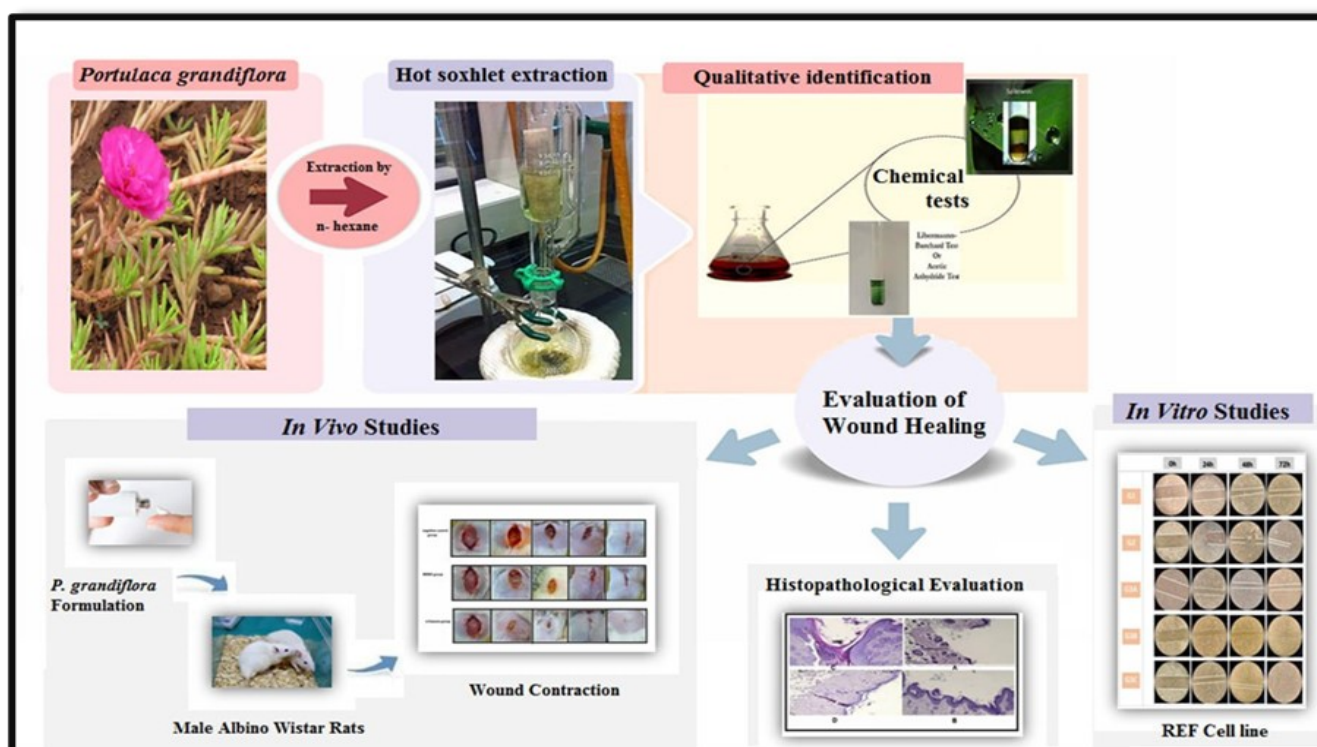 Portulaca grandiflora
Extraction by
n- hexane
Hot soxhlet extraction
Qualitative identification
Chemical
tests
Libermann-
Burchard Test
Or
Acetic
Anhydride Test
Evaluation of
Wound Healing
In Vivo Studies
P. grandiflora
Formulation
Male Albino Wistar Rats
Wound Contraction
Histopathological Evaluation
C
A
D
B
In Vitro Studies
0h
24h
48h
72h
REF Cell line